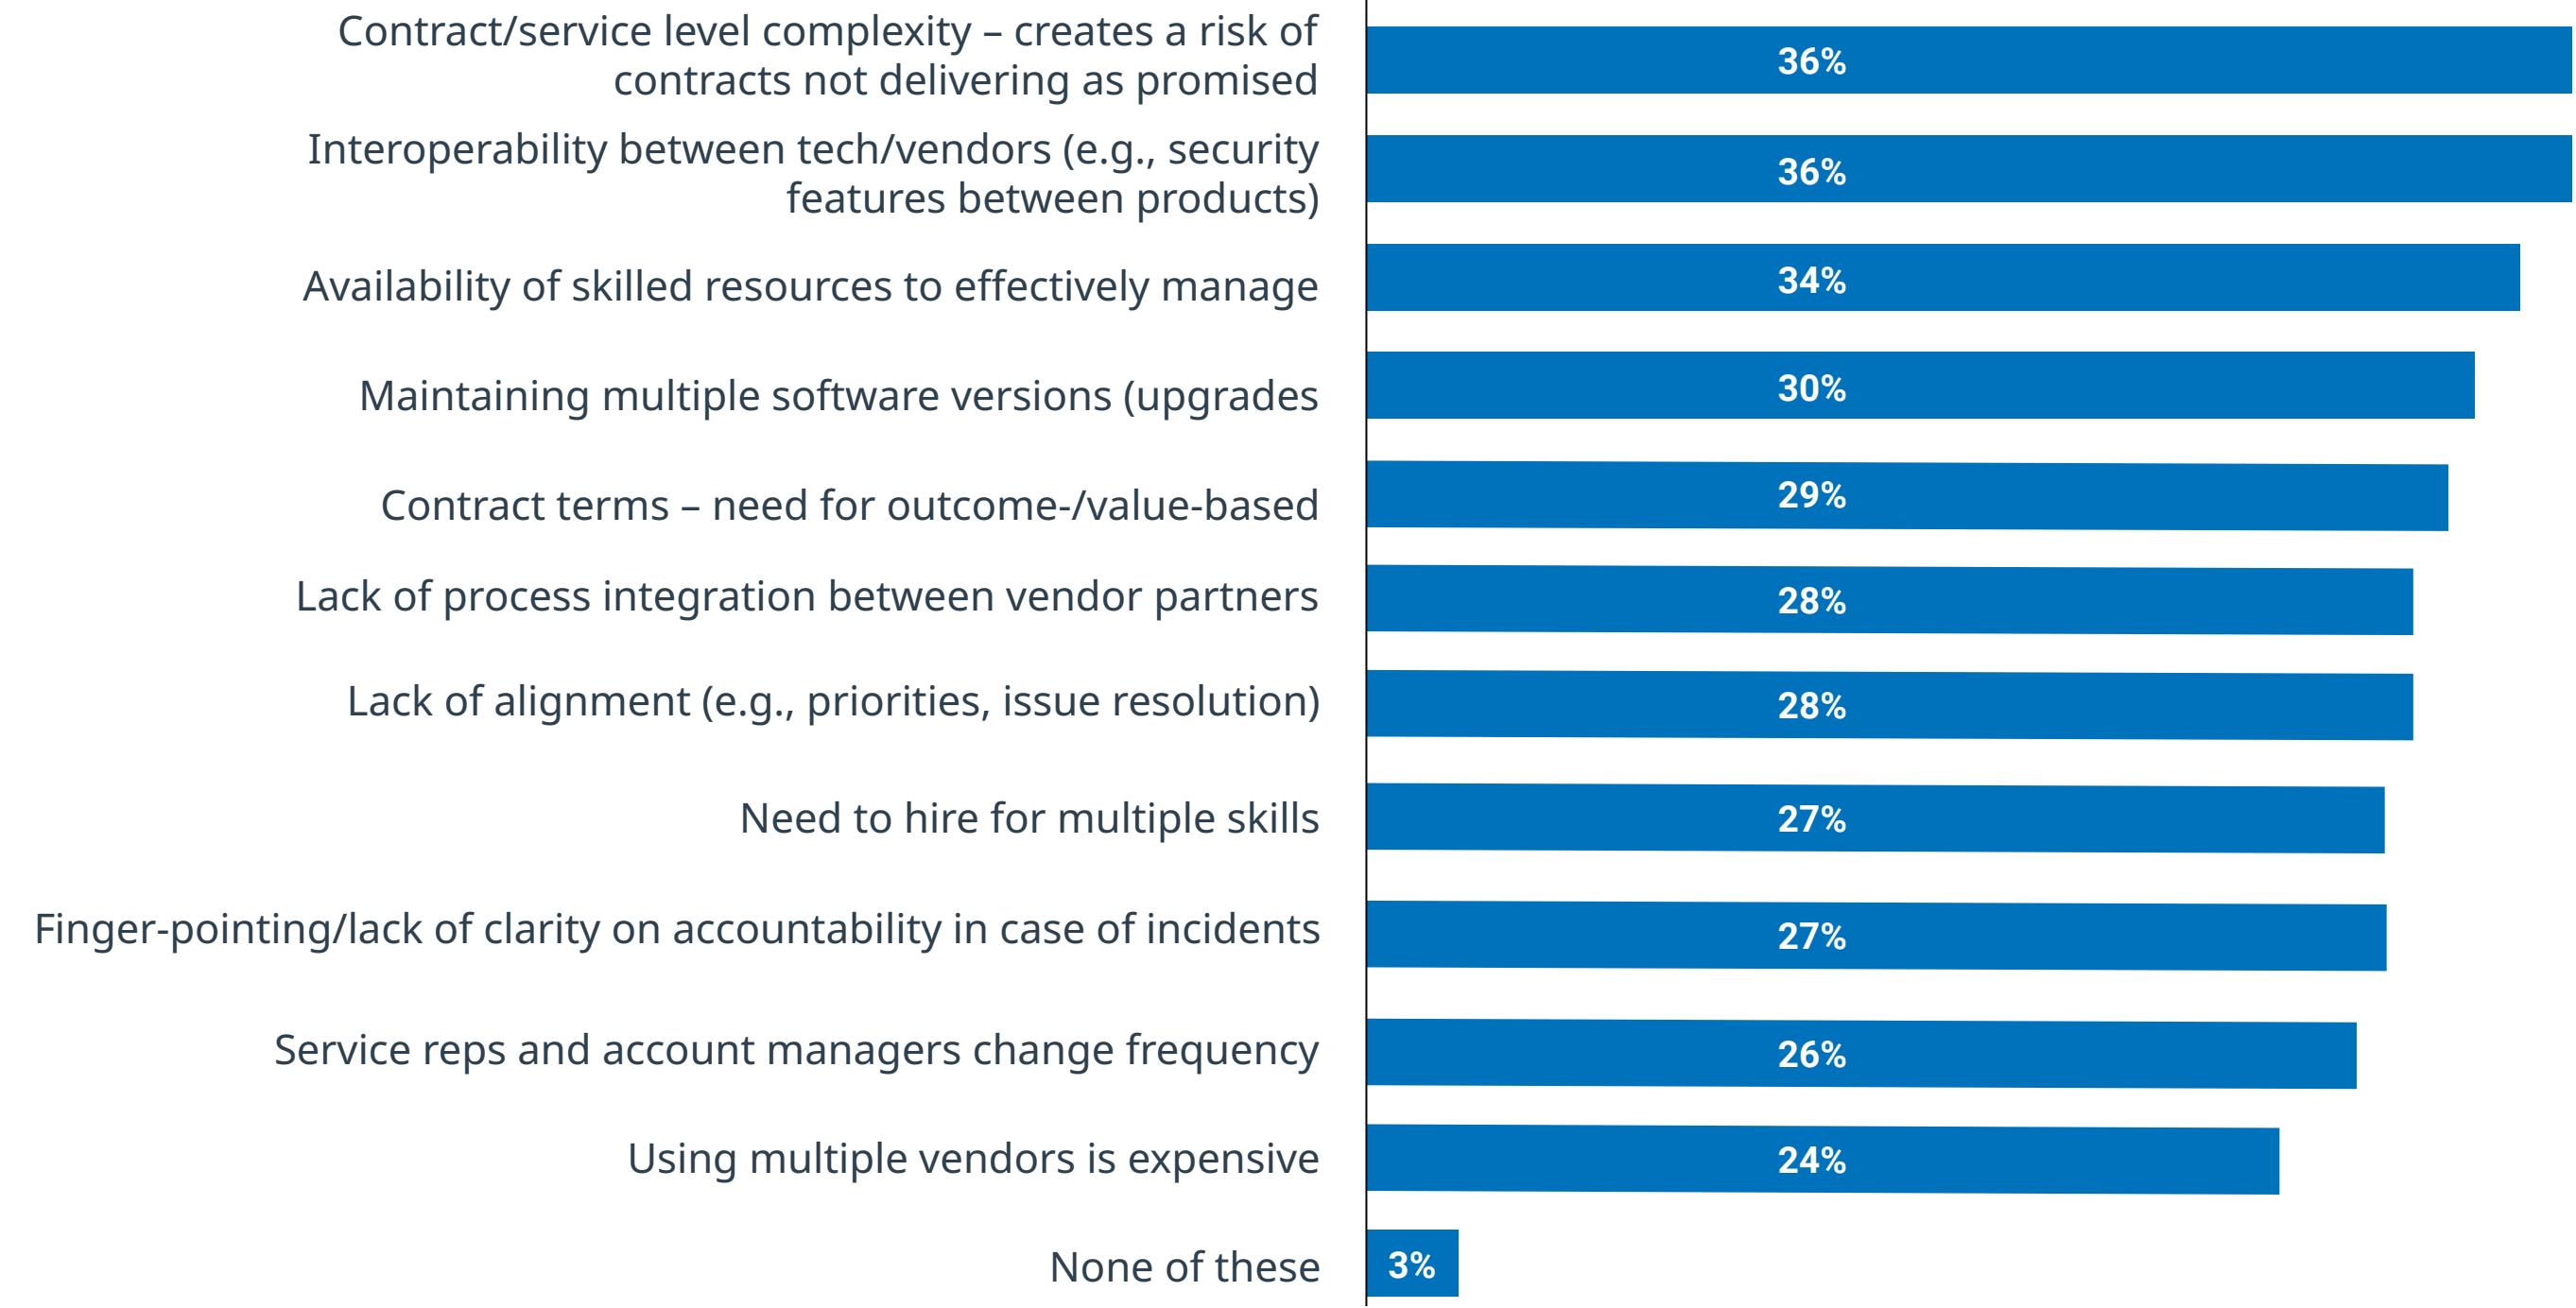 Contract/service level complexity – creates a risk of
contracts not delivering as promised
36%
Interoperability between tech/vendors (e.g., security
features between products)
36%
Availability of skilled resources to effectively manage
34%
Maintaining multiple software versions (upgrades
30%
Contract terms – need for outcome-/value-based
29%
Lack of process integration between vendor partners
28%
Lack of alignment (e.g., priorities, issue resolution)
28%
Need to hire for multiple skills
27%
Finger-pointing/lack of clarity on accountability in case of incidents
27%
Service reps and account managers change frequency
26%
Using multiple vendors is expensive
24%
None of these
3%